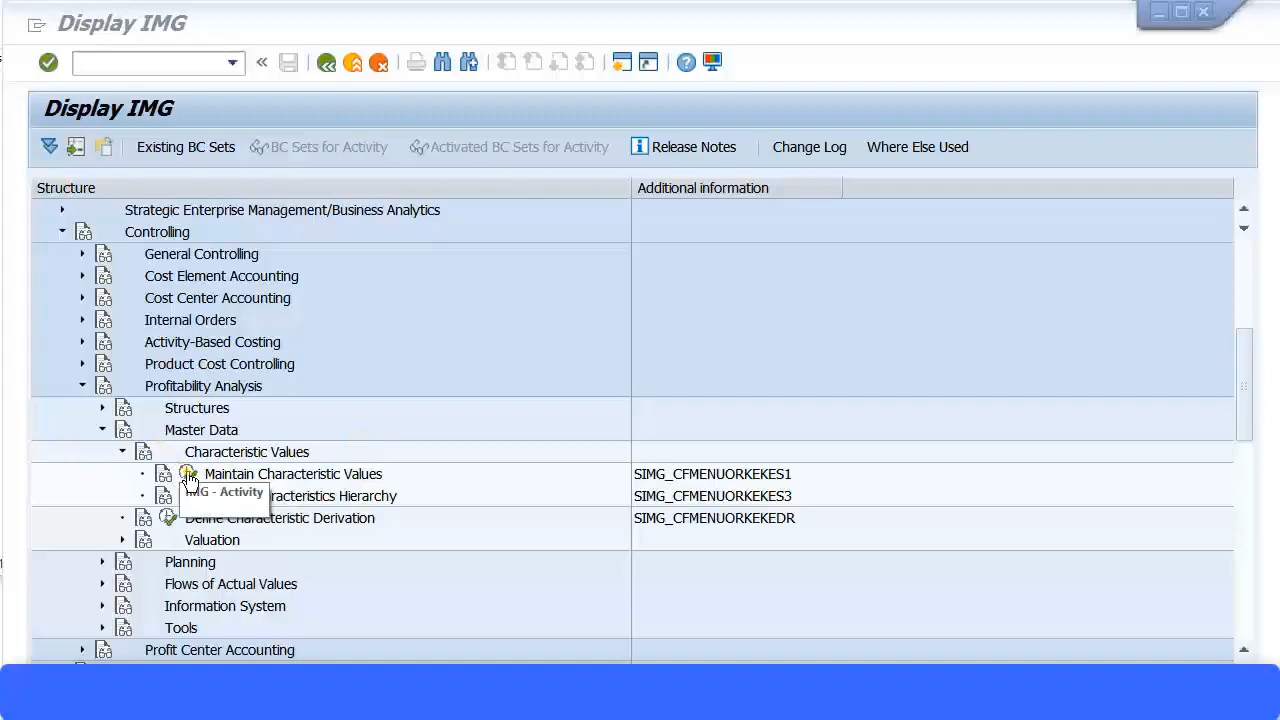 Display IMG
Display IMG
Existing BC Sets BC Sets for Activity Activated BC Sets for Activity Release Notes Change Log Where Else Used
Structure Additional information
Strategic Enterprise Management/Business Analytics
Controlling
General Controlling
Cost Element Accounting
Cost Center Accounting
Internal Orders
Activity-Based Costing
Product Cost Controlling
Profitability Analysis
Structures
Master Data
Characteristic Values
Maintain Characteristic Values SIMG_CFMENUORKEKES1
IMG - Activity
Hierarchy SIMG_CFMENUORKEKES3
Define Characteristic Derivation SIMG_CFMENUORKEKEDR
Valuation
Planning
Flows of Actual Values
Information System
Tools
Profit Center Accounting